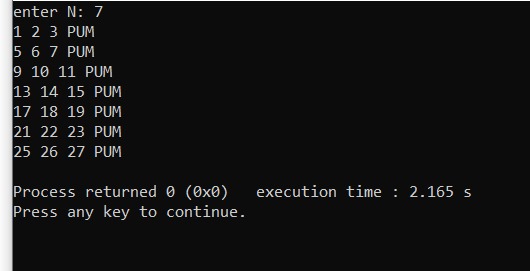 enter N: 7
1 2 3 PUM
5 6 7 PUM
9 10 11 PUM
13 14 15 PUM
17 18 19 PUM
21 22 23 PUM
25 26 27 PUM
Process returned 0 (0x0)   execution time : 2.165 s
Press any key to continue.